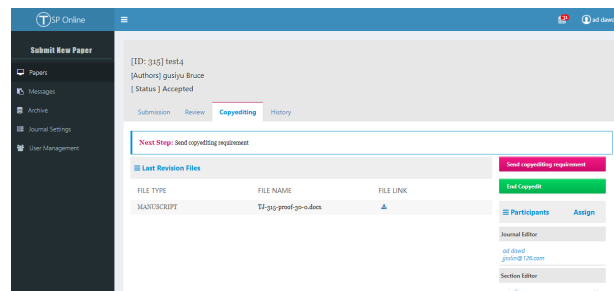 TSP Online
ad dawd
Submit New Paper
Papers
Messages
Archive
Journal Settings
User Management
[ID: 315] test4
[Authors] gusiyu Bruce
[ Status ] Accepted
Submission Review Copyediting History
Next Step: Send copyediting requirement
Last Revision Files
FILE TYPE FILE NAME FILE LINK
MANUSCRIPT TJ-315-proof-30-0.docx
Send copyediting requirement
End Copyedit
Participants Assign
Journal Editor
ad dawd
Section Editor